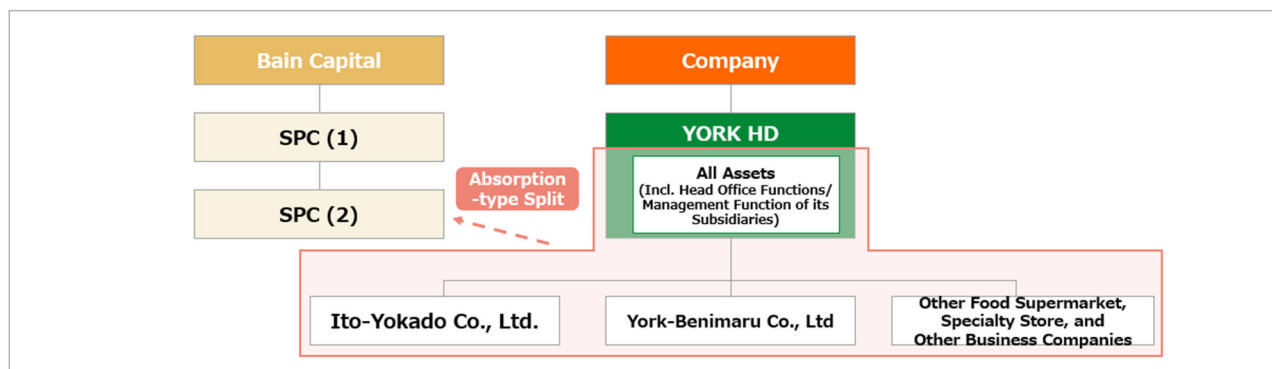 Bain Capital
Company
SPC (1)
YORK HD
All Assets
(Incl. Head Office Functions/
Management Function of its
Subsidiaries)
Absorption
-type Split
SPC (2)
Ito-Yokado Co., Ltd.
York-Benimaru Co., Ltd
Other Food Supermarket,
Specialty Store, and
Other Business Companies